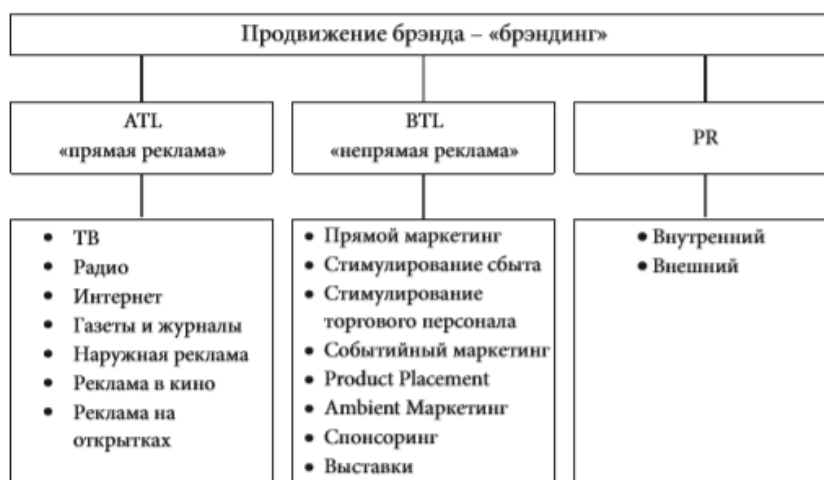 Продвижение брэнда – «брэндинг»
ATL
«прямая реклама»
BTL
«непрямая реклама»
PR
• ТВ
• Радио
• Интернет
• Газеты и журналы
• Наружная реклама
• Реклама в кино
• Реклама на
открытках
• Прямой маркетинг
• Стимулирование сбыта
• Стимулирование
торгового персонала
• Событийный маркетинг
• Product Placement
• Ambient Маркетинг
• Спонсоринг
• Выставки
• Внутренний
• Внешний